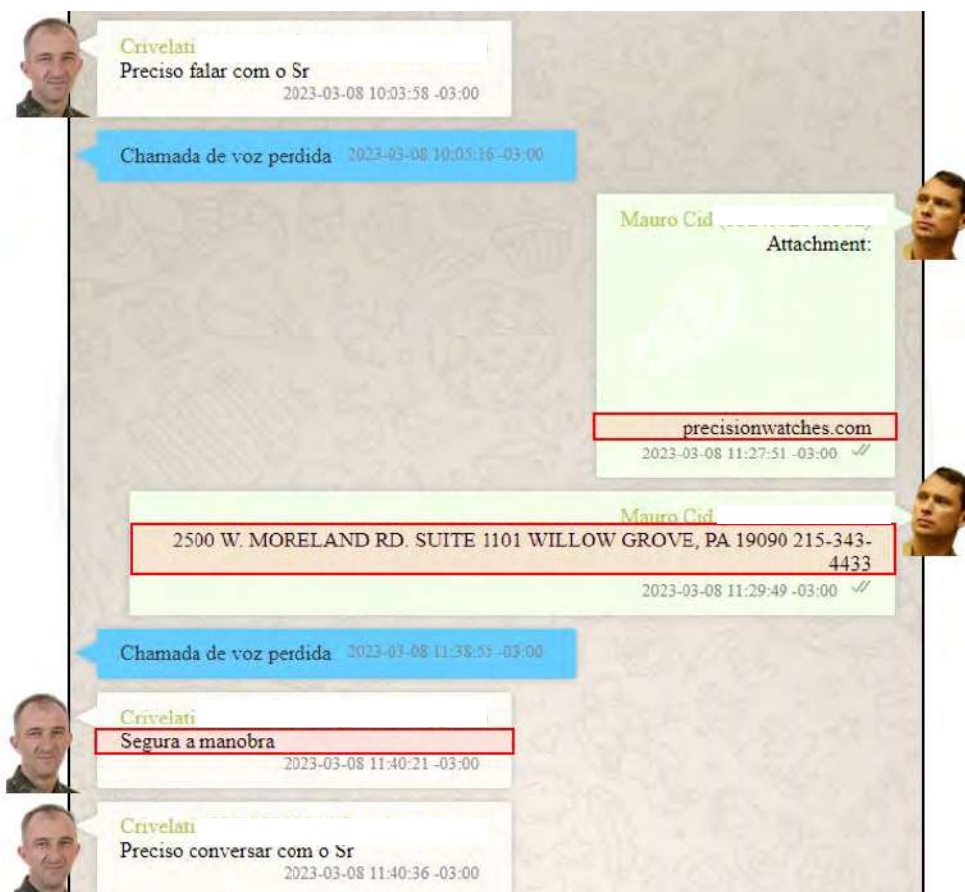 Crivelati
Preciso falar com o Sr
2023-03-08 10:03:58 -03:00
Chamada de voz perdida 2023-03-08 10:05:16 -03:00
Mauro Cid
Attachment:
precisionwatches.com
2023-03-08 11:27:51 -03:00
Mauro Cid
2500 W. MORELAND RD. SUITE 1101 WILLOW GROVE, PA 19090 215-343-
4433
2023-03-08 11:29:49 -03:00
Chamada de voz perdida 2023-03-08 11:38:55 -03:00
Crivelati
Segura a manobra
2023-03-08 11:40:21 -03:00
Crivelati
Preciso conversar com o Sr
2023-03-08 11:40:36 -03:00